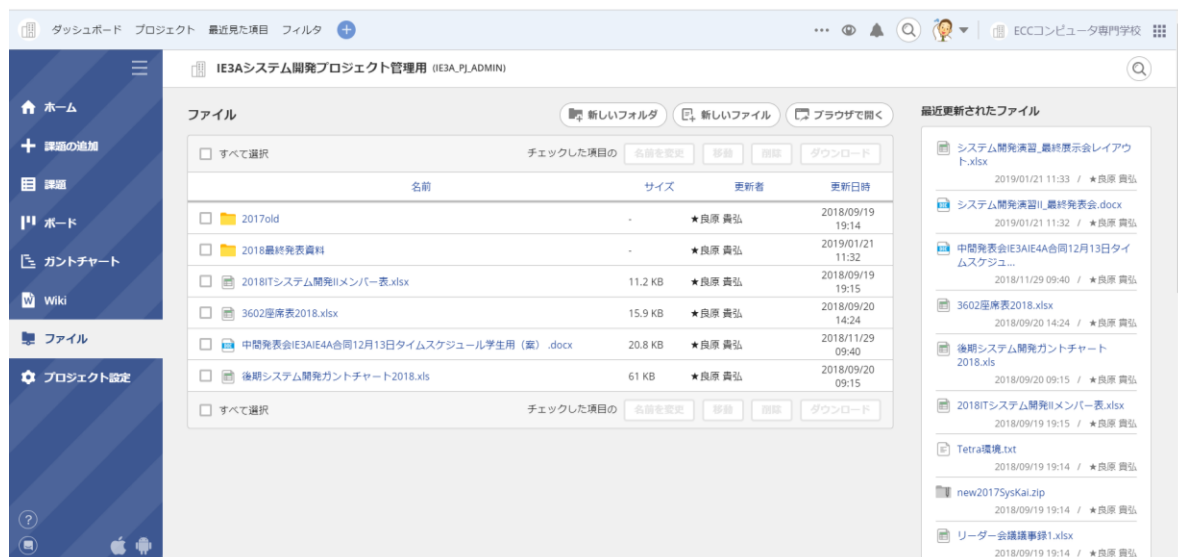 ダッシュボード プロジェクト 最近見た項目 フィルタ
ECCコンピュータ専門学校
IE3Aシステム開発プロジェクト管理用 (IE3A_PJ_ADMIN)
ホーム
課題の追加
課題
ボード
ガントチャート
Wiki
ファイル
プロジェクト設定
ファイル
新しいフォルダ 新しいファイル ブラウザで開く
すべて選択 チェックした項目の 名前を変更 移動 削除 ダウンロード
名前 サイズ 更新者 更新日時
2017old - ★良原 貴弘 2018/09/19
19:14
2018最終発表資料 - ★良原 貴弘 2019/01/21
11:32
2018ITシステム開発IIメンバー表.xlsx 11.2 KB ★良原 貴弘 2018/09/19
19:15
3602座席表2018.xlsx 15.9 KB ★良原 貴弘 2018/09/20
14:24
中間発表会IE3AIE4A合同12月13日タイムスケジュール学生用（案）.docx 20.8 KB ★良原 貴弘 2018/11/29
09:40
後期システム開発ガントチャート2018.xls 61 KB ★良原 貴弘 2018/09/20
09:15
すべて選択 チェックした項目の 名前を変更 移動 削除 ダウンロード
最近更新されたファイル
システム開発演習_最終展示会レイアウ
ト.xlsx
2019/01/21 11:33 / ★良原 貴弘
システム開発演習II_最終発表会.docx
2019/01/21 11:32 / ★良原 貴弘
中間発表会IE3AIE4A合同12月13日タイ
ムスケジュ...
2018/11/29 09:40 / ★良原 貴弘
3602座席表2018.xlsx
2018/09/20 14:24 / ★良原 貴弘
後期システム開発ガントチャート
2018.xls
2018/09/20 09:15 / ★良原 貴弘
2018ITシステム開発IIメンバー表.xlsx
2018/09/19 19:15 / ★良原 貴弘
Tetra環境.txt
2018/09/19 19:14 / ★良原 貴弘
new2017SysKai.zip
2018/09/19 19:14 / ★良原 貴弘
リーダー会議議事録1.xlsx
2018/09/19 19:14 / ★良原 貴弘